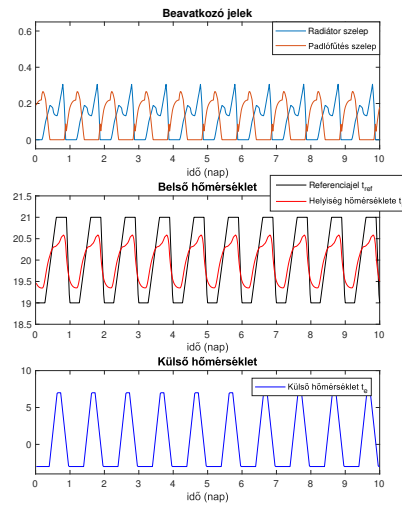 Beavatkozó jelek
Radiátor szelep
Padlófűtés szelep
0.6
0.4
0.2
0
0 1 2 3 4 5 6 7 8 9 10
idő (nap)
Belső hőmérséklet
Referenciajel t_ref
Helyiség hőmérséklete t
21.5
21
20.5
20
19.5
19
18.5
0 1 2 3 4 5 6 7 8 9 10
idő (nap)
Külső hőmérséklet
Külső hőmérséklet t_e
10
5
0
0 1 2 3 4 5 6 7 8 9 10
idő (nap)